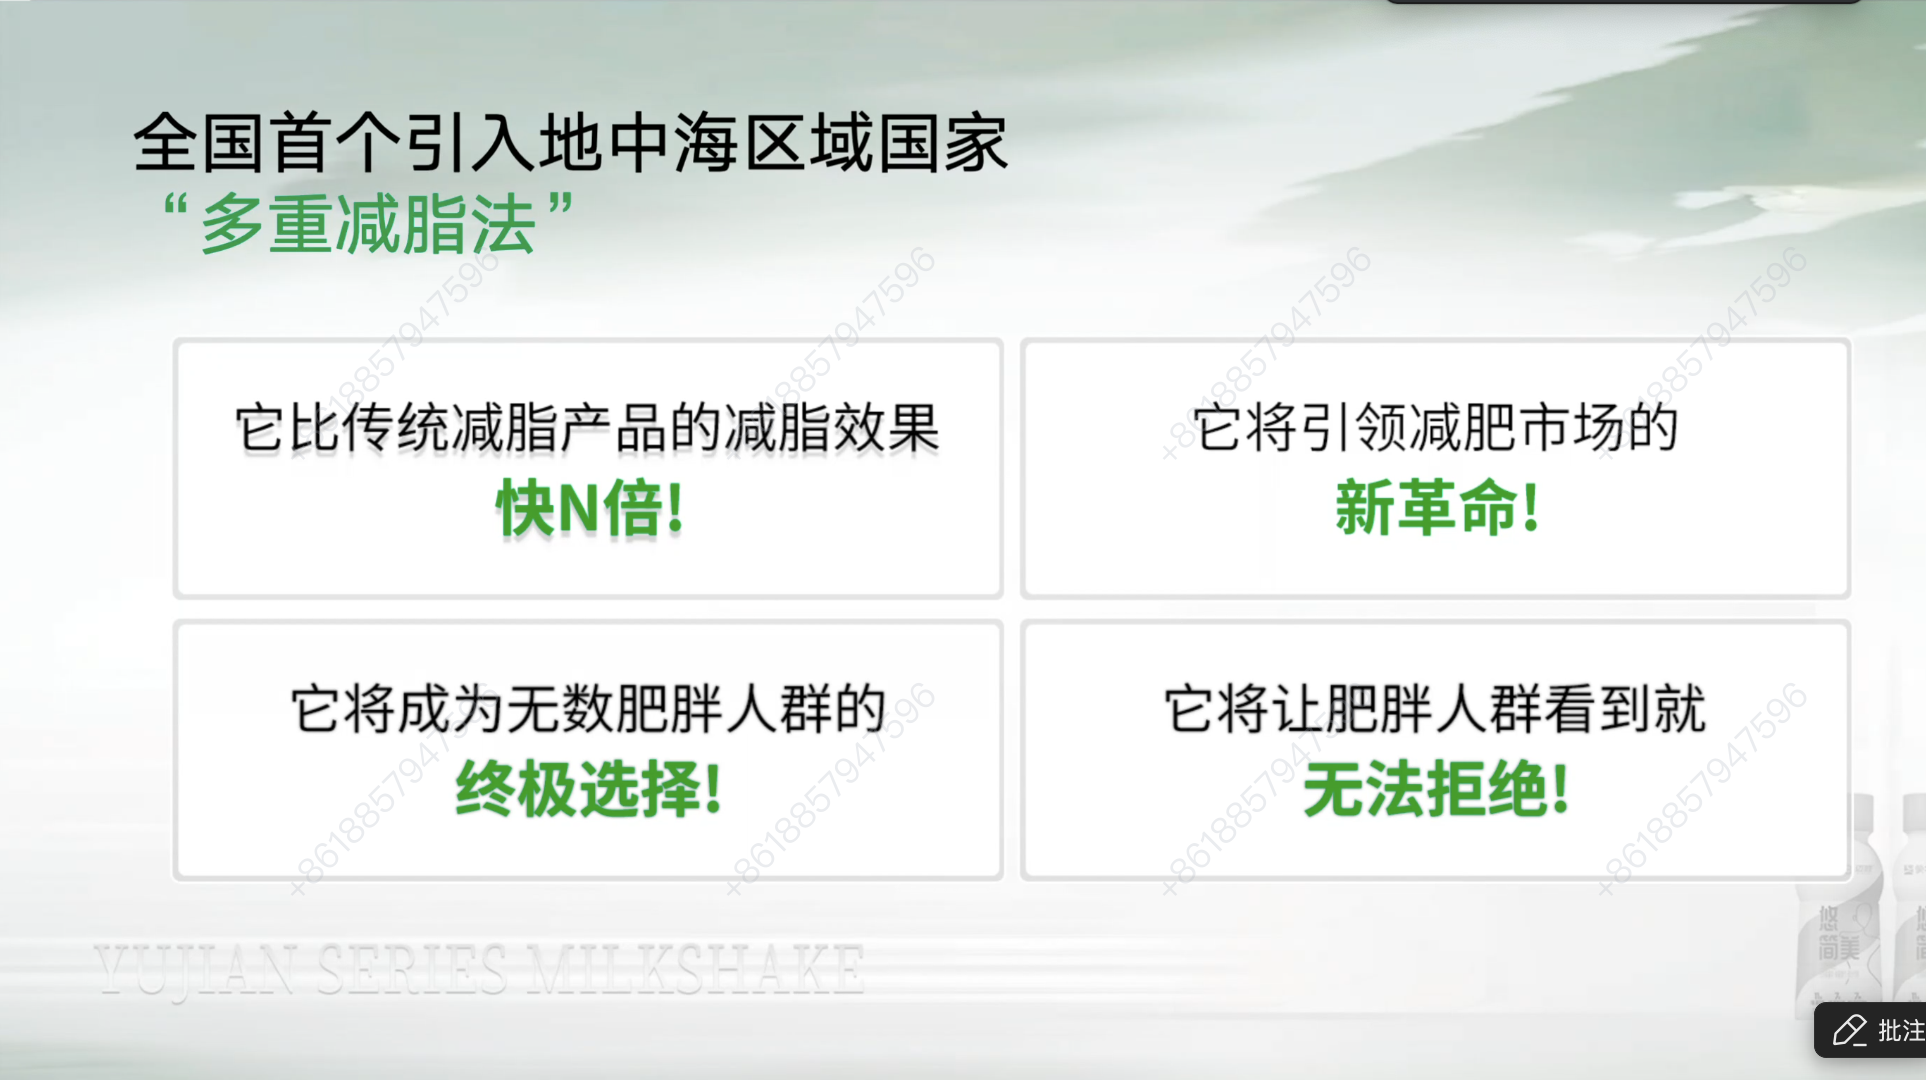 全国首个引入地中海区域国家
“多重减脂法”
它比传统减脂产品的减脂效果
快N倍!
它将引领减肥市场的
新革命!
它将成为无数肥胖人群的
终极选择!
它将让肥胖人群看到就
无法拒绝!
YUJIAN SERIES MILKSHAKE
悠
简美
批注
+8618857947596
+8618857947596
+8618857947596
+8618857947596
+8618857947596
+8618857947596
+8618857947596
+8618857947596